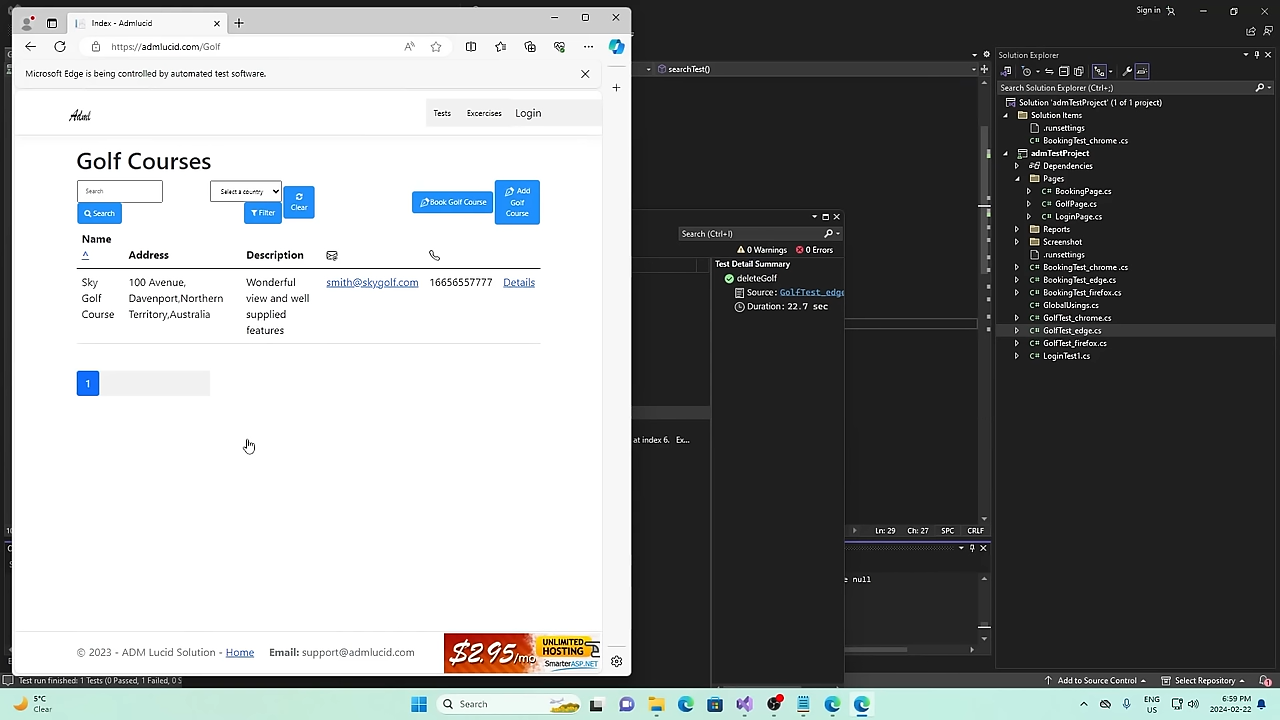 Index - Admlucid
https://admlucid.com/Golf
Microsoft Edge is being controlled by automated test software.
Adml
Tests Excercises Login
Golf Courses
Search
Select a country
Search
Filter
Clear
Book Golf Course
Add Golf Course
Name
^
Address
Description
Sky Golf Course
100 Avenue, Davenport,Northern Territory,Australia
Wonderful view and well supplied features
smith@skygolf.com
16656557777
Details
1
© 2023 - ADM Lucid Solution - Home Email: support@admlucid.com
$2.95/mo
UNLIMITED HOSTING
SmarterASP.NET
Test run finished: 1 Tests (0 Passed, 1 Failed, 0 S
Sign in
searchTest()
Search (Ctrl+I)
0 Warnings 0 Errors
Test Detail Summary
deleteGolf
Source: GolfTest_edge
Duration: 22.7 sec
at index 6. Ex...
Ln: 29 Ch: 27 SPC CRLF
e null
Solution Explorer (Ctrl+;)
Search Solution Explorer (Ctrl+;)
Solution 'admTestProject' (1 of 1 project)
Solution Items
.runsettings
BookingTest_chrome.cs
admTestProject
Dependencies
Pages
C# BookingPage.cs
C# GolfPage.cs
C# LoginPage.cs
Reports
Screenshot
.runsettings
C# BookingTest_chrome.cs
C# BookingTest_edge.cs
C# BookingTest_firefox.cs
C# GlobalUsings.cs
C# GolfTest_chrome.cs
C# GolfTest_edge.cs
C# GolfTest_firefox.cs
C# LoginTest1.cs
Add to Source Control Select Repository
5°C
Clear
Search
ENG
US
6:59 PM
2024-02-22